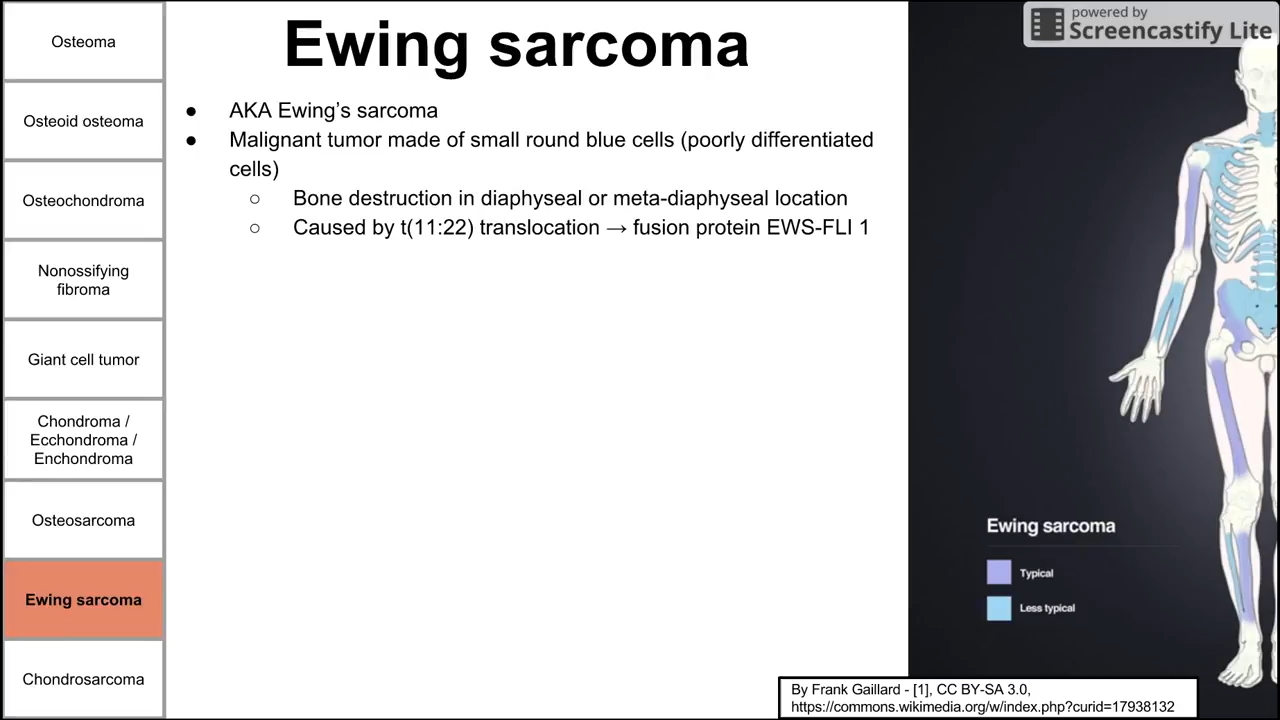 Osteoma
Osteoid osteoma
Osteochondroma
Nonossifying
fibroma
Giant cell tumor
Chondroma /
Ecchondroma /
Enchondroma
Osteosarcoma
Ewing sarcoma
Chondrosarcoma
Ewing sarcoma
● AKA Ewing’s sarcoma
● Malignant tumor made of small round blue cells (poorly differentiated
cells)
○ Bone destruction in diaphyseal or meta-diaphyseal location
○ Caused by t(11:22) translocation → fusion protein EWS-FLI 1
powered by
Screencastify Lite
Ewing sarcoma
Typical
Less typical
By Frank Gaillard - [1], CC BY-SA 3.0,
https://commons.wikimedia.org/w/index.php?curid=17938132